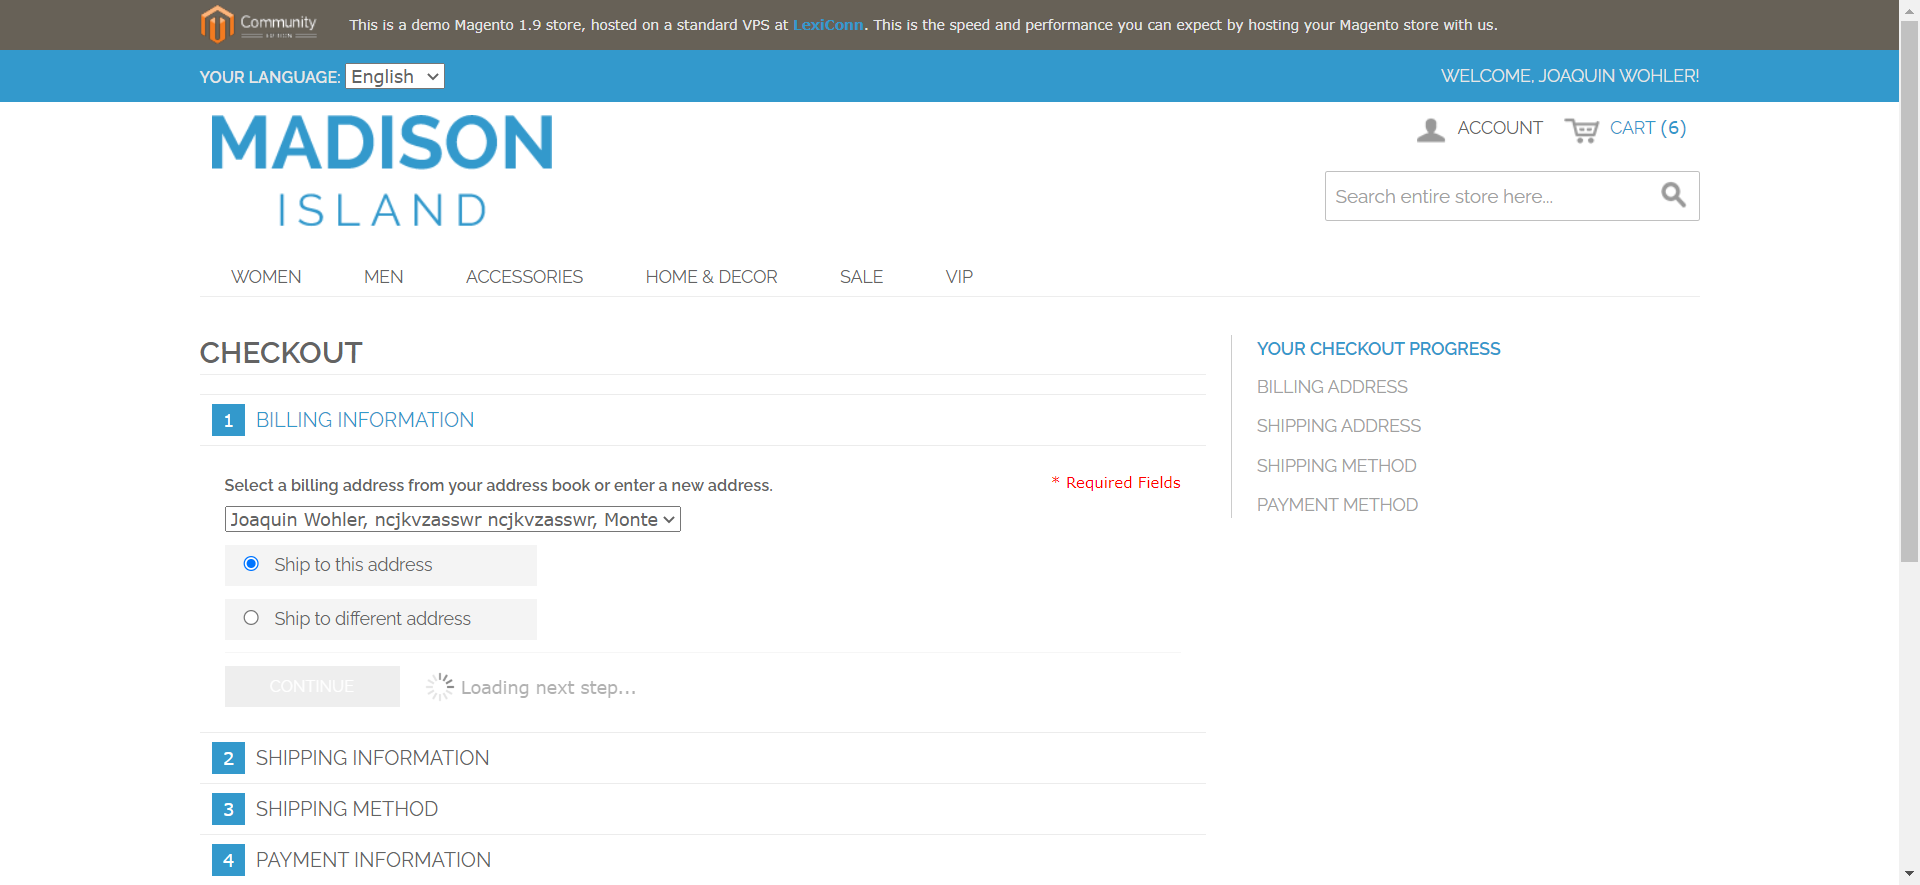 Community
This is a demo Magento 1.9 store, hosted on a standard VPS at LexiConn. This is the speed and performance you can expect by hosting your Magento store with us.
YOUR LANGUAGE: English
WELCOME, JOAQUIN WOHLER!
MADISON
ISLAND
ACCOUNT
CART (6)
Search entire store here...
WOMEN
MEN
ACCESSORIES
HOME & DECOR
SALE
VIP
CHECKOUT
1 BILLING INFORMATION
Select a billing address from your address book or enter a new address.
* Required Fields
Joaquin Wohler, ncjkvzasswr ncjkvzasswr, Monte
Ship to this address
Ship to different address
CONTINUE
Loading next step...
2 SHIPPING INFORMATION
3 SHIPPING METHOD
4 PAYMENT INFORMATION
YOUR CHECKOUT PROGRESS
BILLING ADDRESS
SHIPPING ADDRESS
SHIPPING METHOD
PAYMENT METHOD